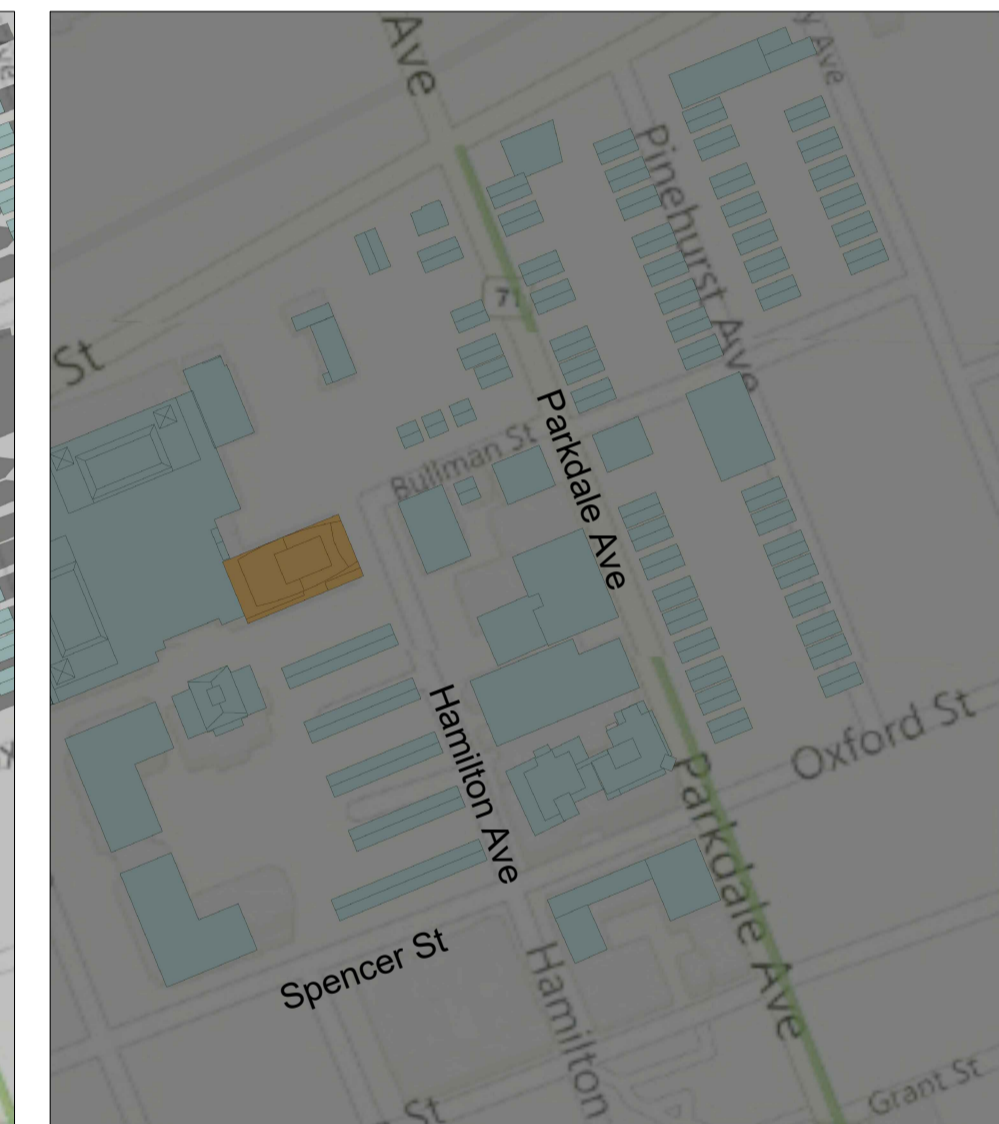 Ave
y Ave
Pinehurst Ave
71
St
Parkdale Ave
Bullman St
Hamilton Ave
Oxford St
Parkdale Ave
Spencer St
Hamilton
Grant St
St